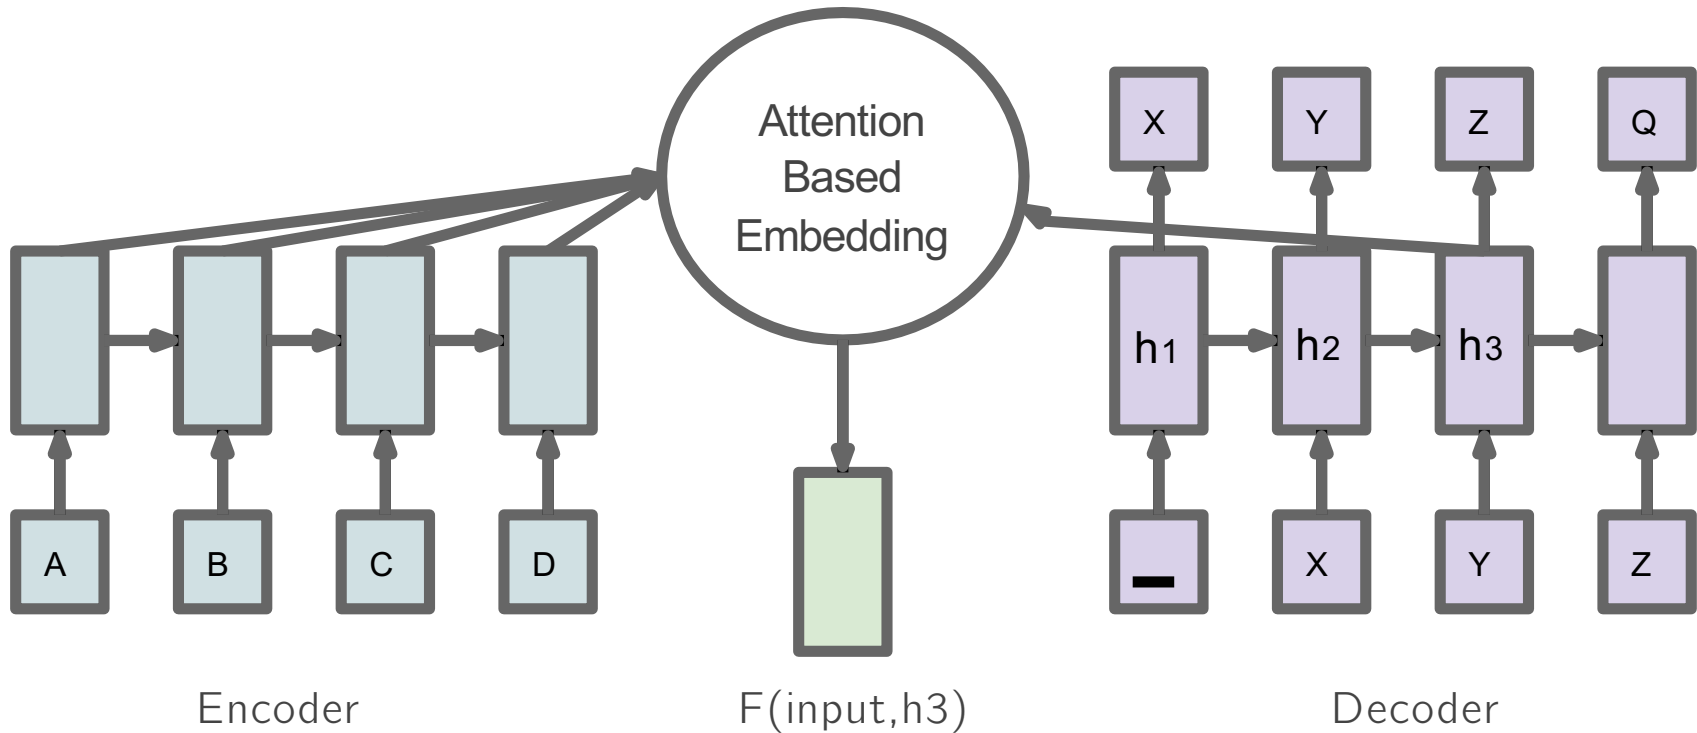 Attention
Based
Embedding
X Y Z Q
h1 h2 h3
A B C D
_ X Y Z
Encoder
F(input,h3)
Decoder